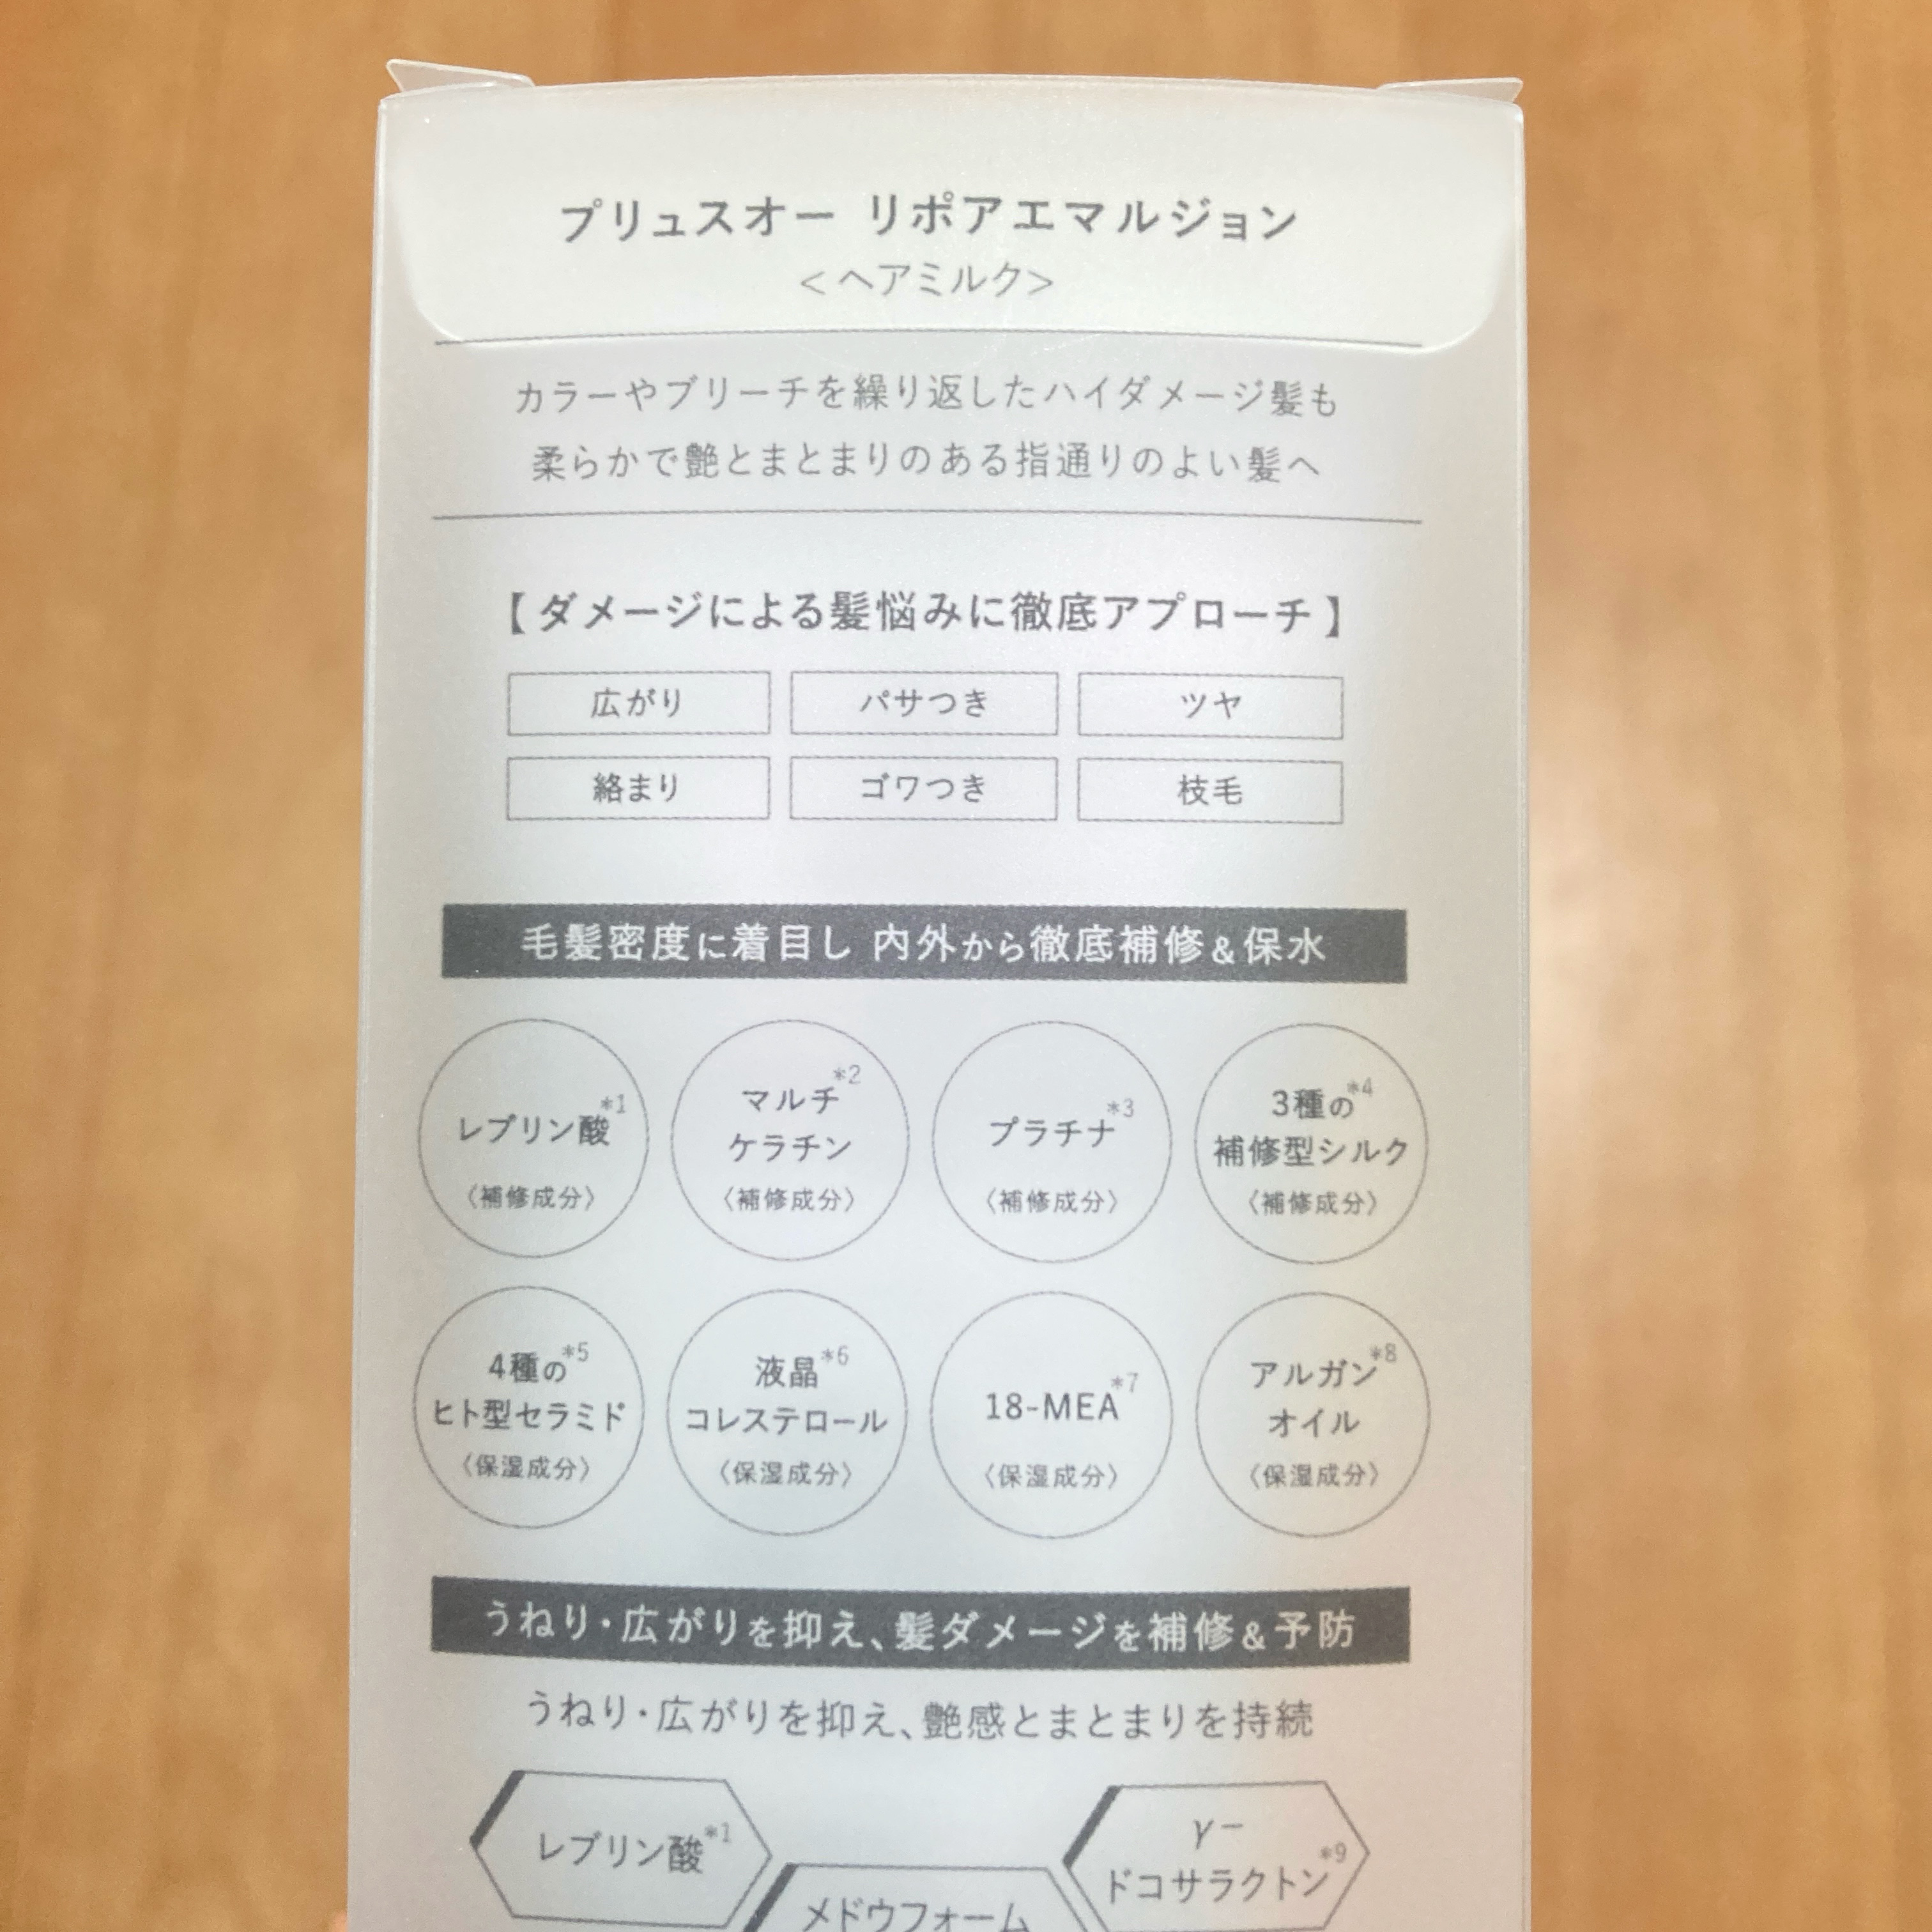 プリュスオー リポアエマルジョン
<ヘアミルク>
カラーやブリーチを繰り返したハイダメージ髪も
柔らかで艶とまとまりのある指通りのよい髪へ
【ダメージによる髪悩みに徹底アプローチ】
広がり
パサつき
ツヤ
絡まり
ゴワつき
枝毛
毛髪密度に着目し 内外から徹底補修&保水
レブリン酸*1
〈補修成分〉
マルチ*2
ケラチン
〈補修成分〉
プラチナ*3
〈補修成分〉
3種の*4
補修型シルク
〈補修成分〉
4種の*5
ヒト型セラミド
〈保湿成分〉
液晶*6
コレステロール
〈保湿成分〉
18-MEA*7
〈保湿成分〉
アルガン*8
オイル
〈保湿成分〉
うねり・広がりを抑え、髪ダメージを補修&予防
うねり・広がりを抑え、艶感とまとまりを持続
レブリン酸*1
メドウフォーム
γー
ドコサラクトン*9